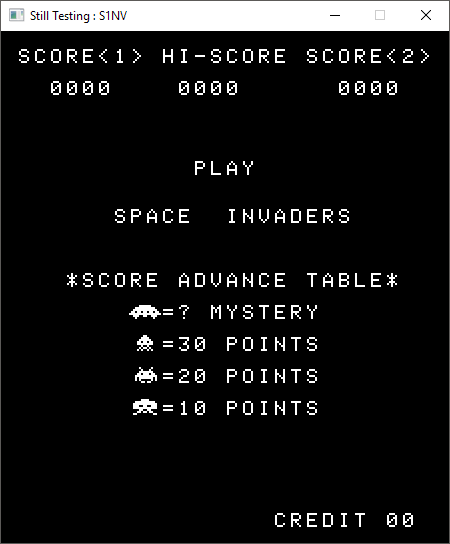 Still Testing : S1NV
SCORE<1> HI-SCORE SCORE<2>
0000 0000 0000
PLAY
SPACE INVADERS
*SCORE ADVANCE TABLE*
=? MYSTERY
=30 POINTS
=20 POINTS
=10 POINTS
CREDIT 00